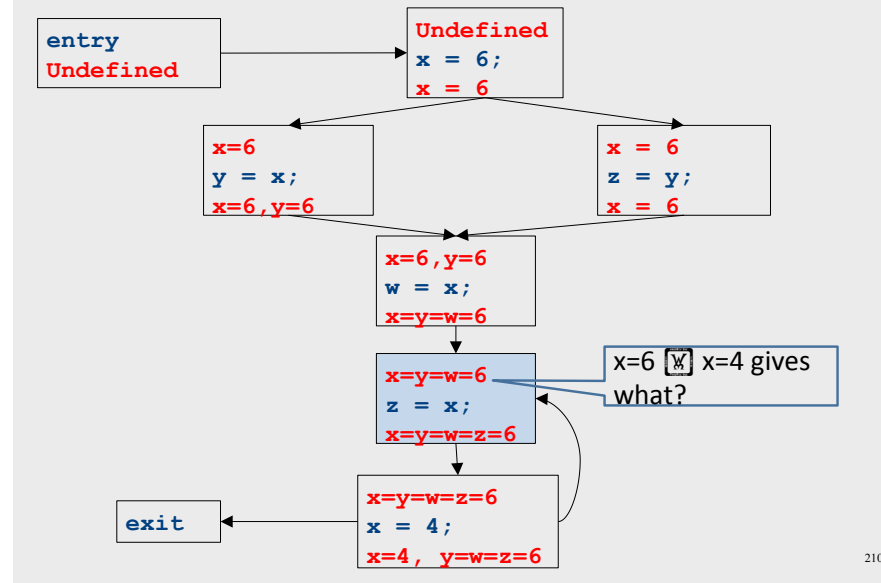 entry
Undefined
Undefined
x = 6;
x = 6
x=6
y = x;
x=6,y=6
x = 6
z = y;
x = 6
x=6,y=6
w = x;
x=y=w=6
x=y=w=6
z = x;
x=y=w=z=6
x=6 x=4 gives
what?
x=y=w=z=6
x = 4;
x=4, y=w=z=6
exit
210